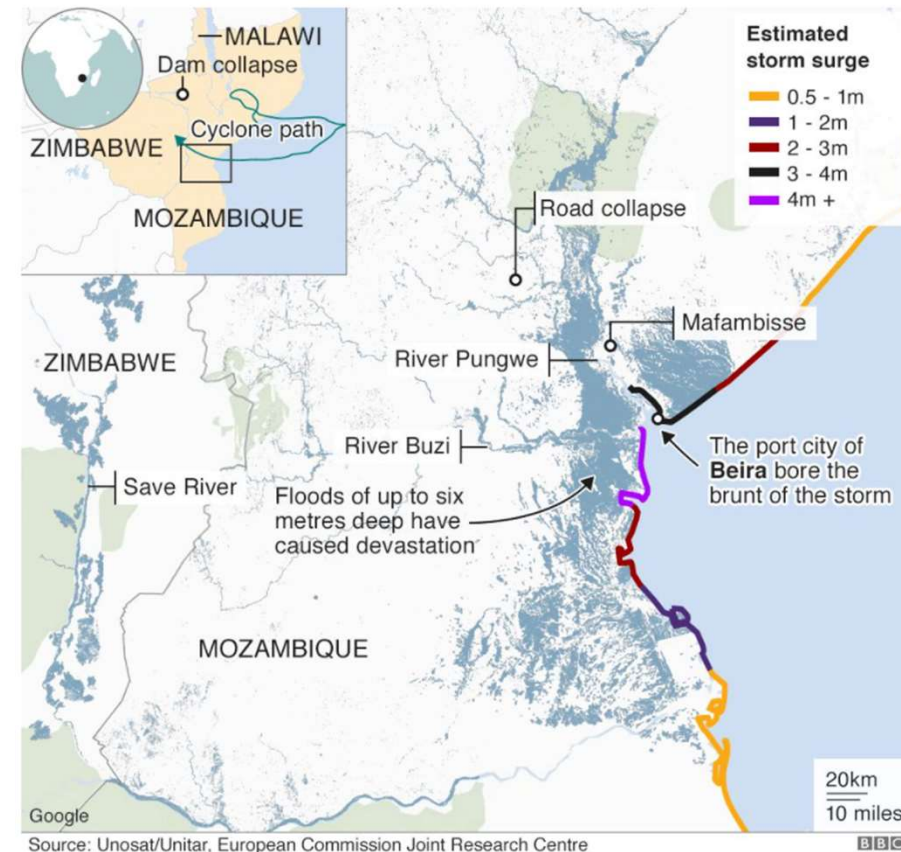 MALAWI
Dam collapse
Cyclone path
ZIMBABWE
MOZAMBIQUE
Estimated
storm surge
0.5 - 1m
1 - 2m
2 - 3m
3 - 4m
4m +
Road collapse
Mafambisse
ZIMBABWE
River Pungwe
River Buzi
The port city of
Beira bore the
brunt of the storm
Save River
Floods of up to six
metres deep have
caused devastation
MOZAMBIQUE
20km
10 miles
Google
Source: Unosat/Unitar, European Commission Joint Research Centre
BBC